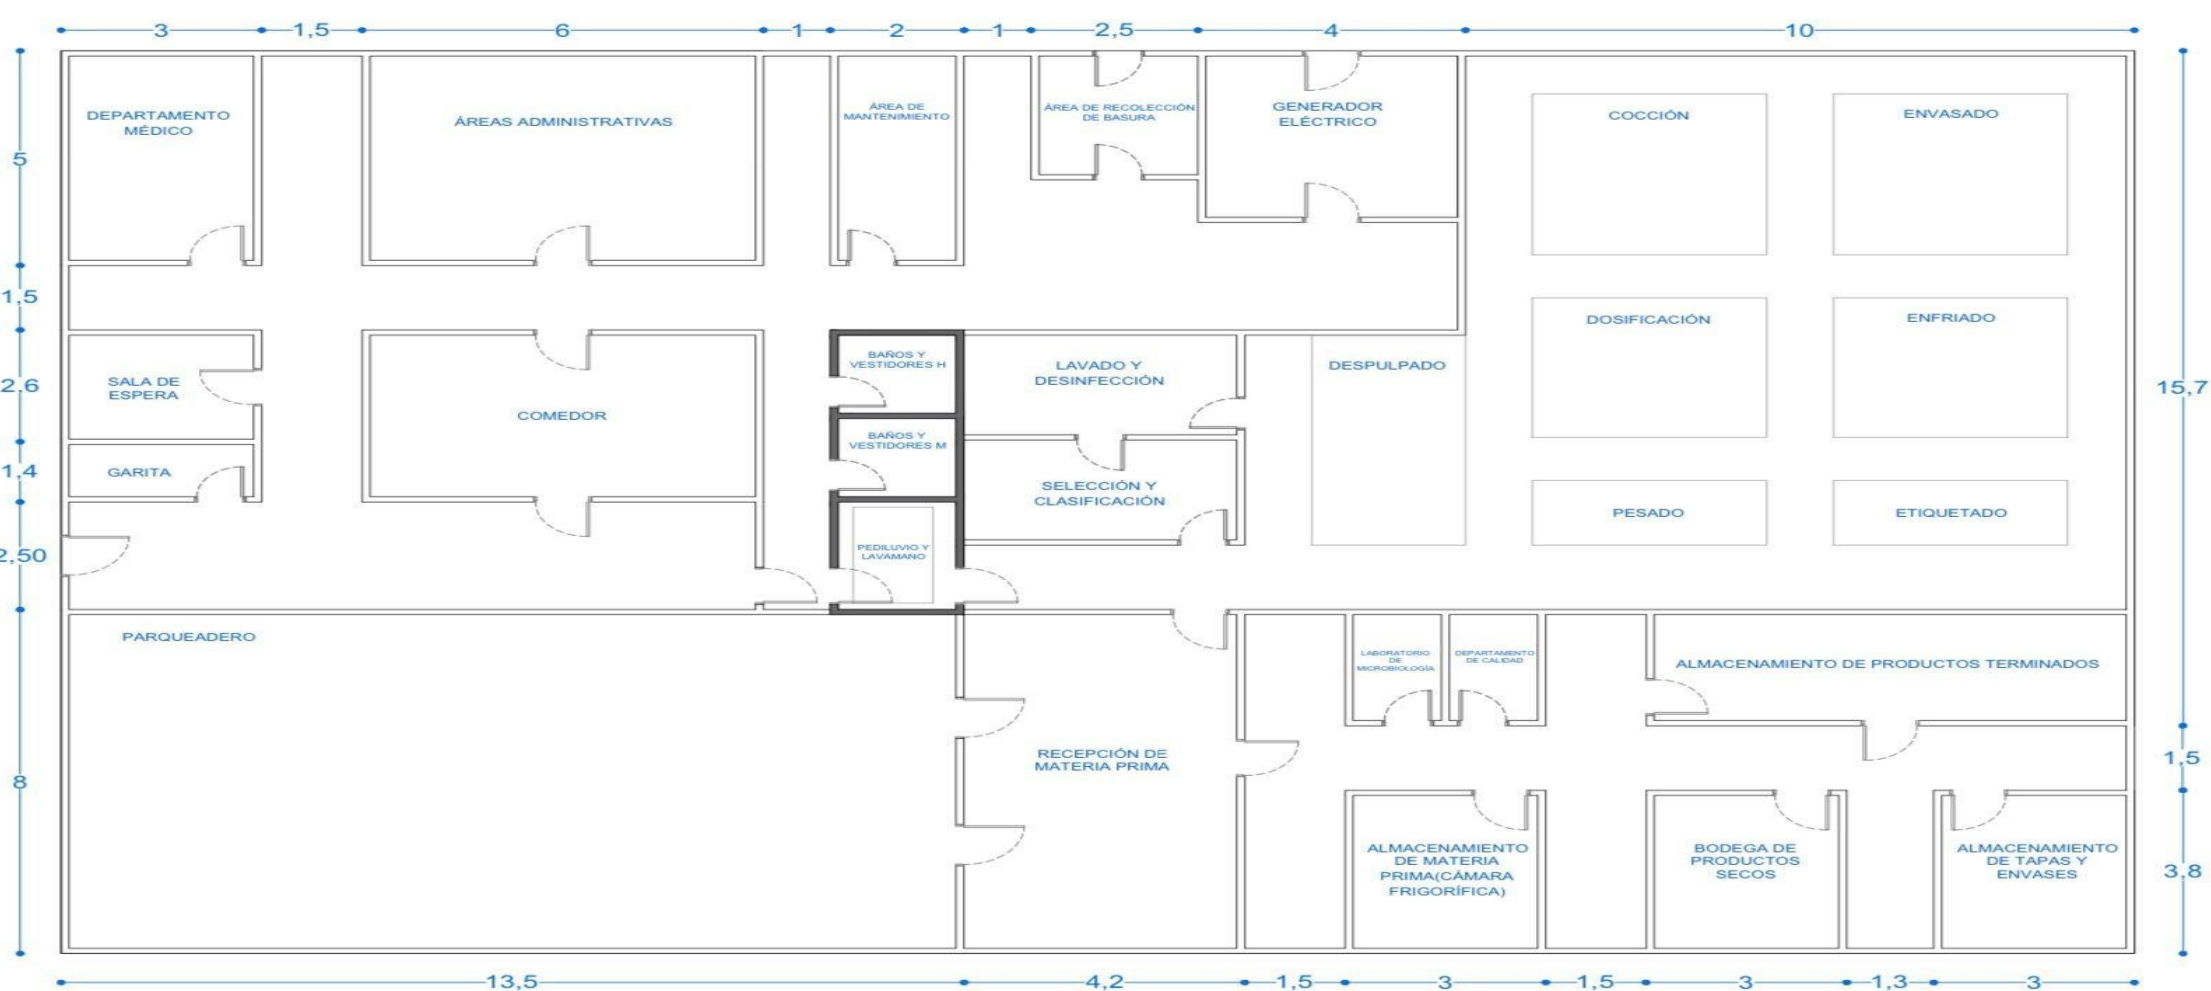 3
1,5
6
1
2
1
2,5
4
10
5
1,5
2,6
1,4
2,50
8
DEPARTAMENTO
MÉDICO
ÁREAS ADMINISTRATIVAS
ÁREA DE
MANTENIMIENTO
ÁREA DE RECOLECCIÓN
DE BASURA
GENERADOR
ELÉCTRICO
COCCIÓN
ENVASADO
DOSIFICACIÓN
ENFRIADO
SALA DE
ESPERA
COMEDOR
BAÑOS Y
VESTIDORES H
LAVADO Y
DESINFECCIÓN
DESPULPADO
GARITA
BAÑOS Y
VESTIDORES M
SELECCIÓN Y
CLASIFICACIÓN
PESADO
ETIQUETADO
PEDILUVIO Y
LAVAMANO
PARQUEADERO
RECEPCIÓN DE
MATERIA PRIMA
LABORATORIO
DE
MICROBIOLOGÍA
DEPARTAMENTO
DE CALIDAD
ALMACENAMIENTO DE PRODUCTOS TERMINADOS
ALMACENAMIENTO
DE MATERIA
PRIMA(CÁMARA
FRIGORÍFICA)
BODEGA DE
PRODUCTOS
SECOS
ALMACENAMIENTO
DE TAPAS Y
ENVASES
15,7
1,5
3,8
13,5
4,2
1,5
3
1,5
3
1,3
3